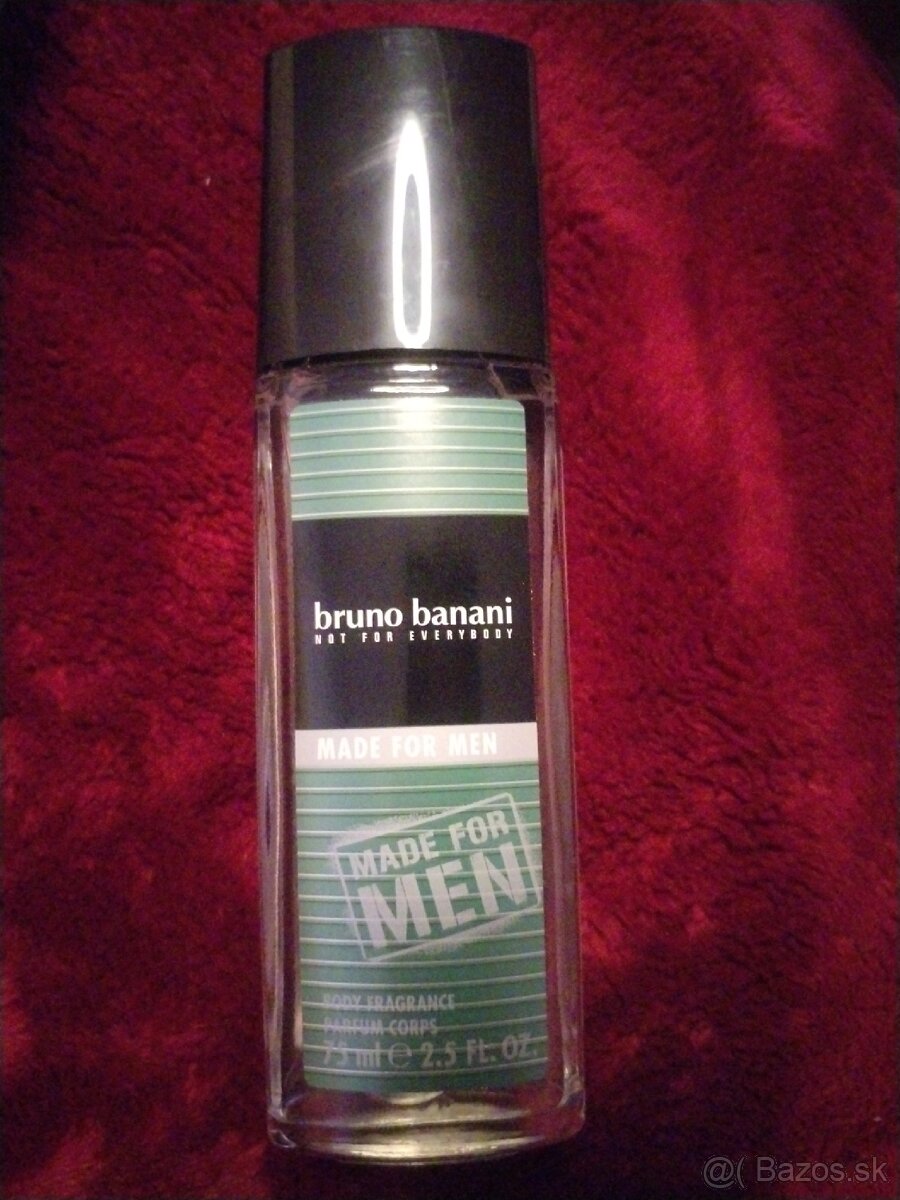 bruno banani
NOT FOR EVERYBODY
MADE FOR MEN
MADE FOR
MEN
BODY FRAGRANCE
PARFUM CORPS
75 ml ℮ 2.5 FL. OZ.
@( Bazos.sk